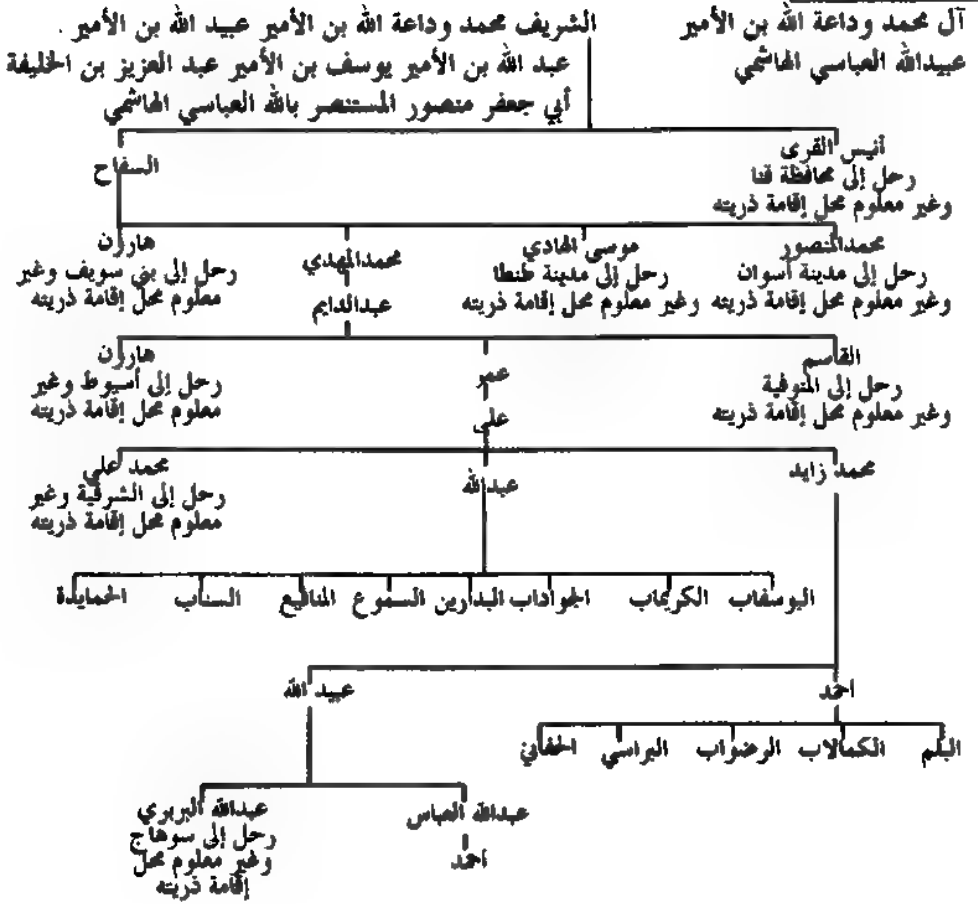 آل محمد وداعة الله بن الأمير
عبيدالله العباسي الهاشمي
الشريف محمد وداعة الله بن الأمير عبيد الله بن الأمير .
عبد الله بن الأمير يوسف بن الأمير عبد العزيز بن الخليفة
أبي جعفر منصور المستنصر بالله العباسي الهاشمي
أنيس القرى
رحل إلى محافظة قنا
وغير معلوم محل إقامة ذريته
السفاح
محمدالمنصور
رحل إلى مدينة أسوان
وغير معلوم محل إقامة ذريته
موسى الهادي
رحل إلى مدينة طنطا
وغير معلوم محل إقامة ذريته
محمدالمهدي
عبدالدايم
هارون
رحل إلى بني سويف وغير
معلوم محل إقامة ذريته
القاسم
رحل إلى المنوفية
وغير معلوم محل إقامة ذريته
عمر
على
هارون
رحل إلى أسيوط وغير
معلوم محل إقامة ذريته
محمد زايد
عبدالله
محمد علي
رحل إلى الشرقية وغير
معلوم محل إقامة ذريته
اليوسفاب الكريماب الجواداب البدارين السموع المنافيع السناب الحمايدة
احمد
عبيد الله
البلم الكمالاب الرضواب البراسي الحفاني
عبدالله العباس
احمد
عبدالله البربري
رحل إلى سوهاج
وغير معلوم محل
إقامة ذريته